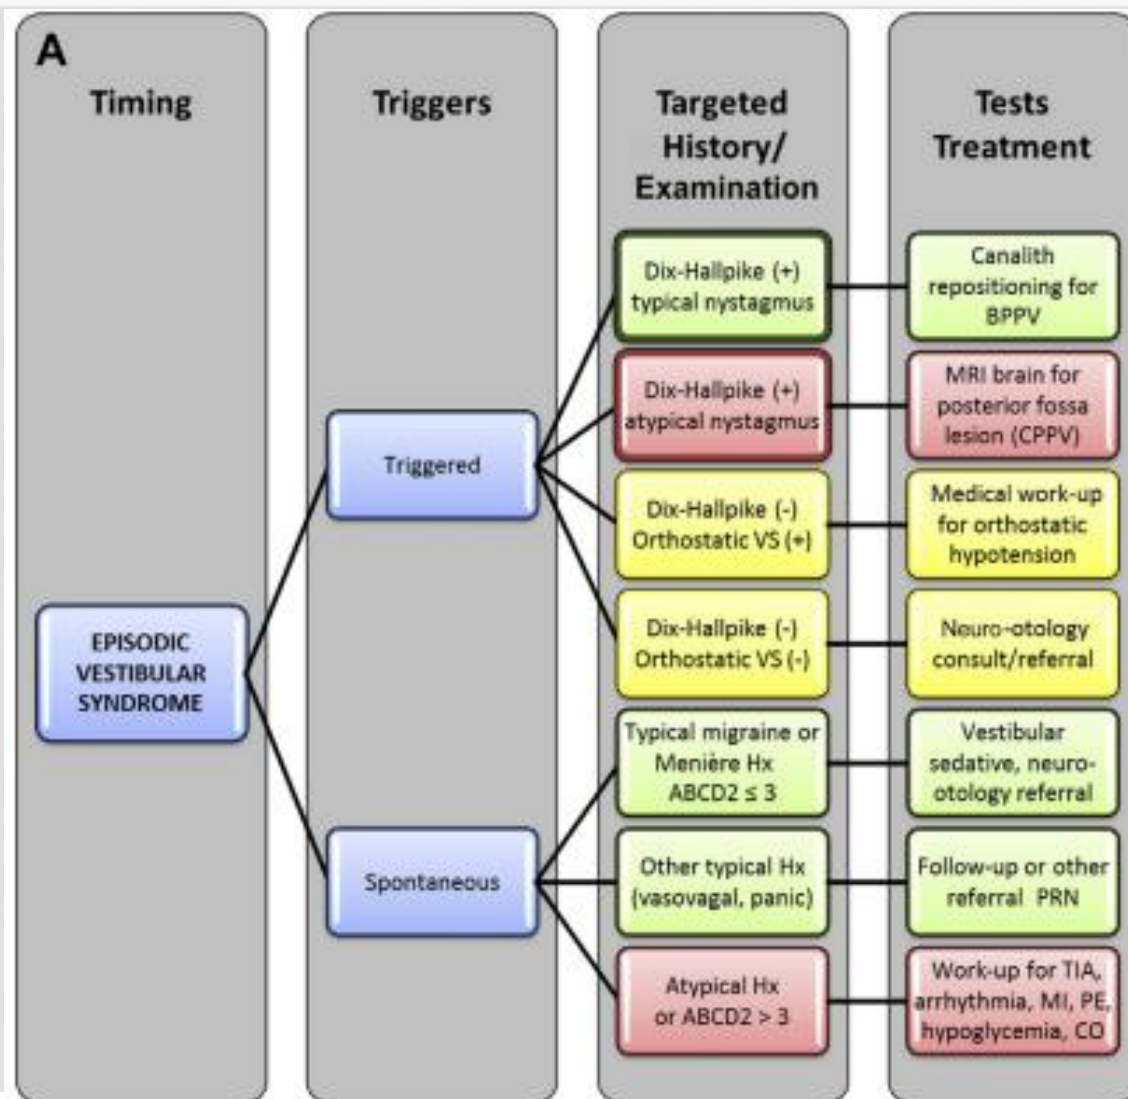 A
Timing
Triggers
Targeted
History/
Examination
Tests
Treatment
EPISODIC
VESTIBULAR
SYNDROME
Triggered
Spontaneous
Dix-Hallpike (+)
typical nystagmus
Canalith
repositioning for
BPPV
Dix-Hallpike (+)
atypical nystagmus
MRI brain for
posterior fossa
lesion (CPPV)
Dix-Hallpike (-)
Orthostatic VS (+)
Medical work-up
for orthostatic
hypotension
Dix-Hallpike (-)
Orthostatic VS (-)
Neuro-otology
consult/referral
Typical migraine or
Menière Hx
ABCD2 ≤ 3
Vestibular
sedative, neuro-
otology referral
Other typical Hx
(vasovagal, panic)
Follow-up or other
referral PRN
Atypical Hx
or ABCD2 > 3
Work-up for TIA,
arrhythmia, MI, PE,
hypoglycemia, CO